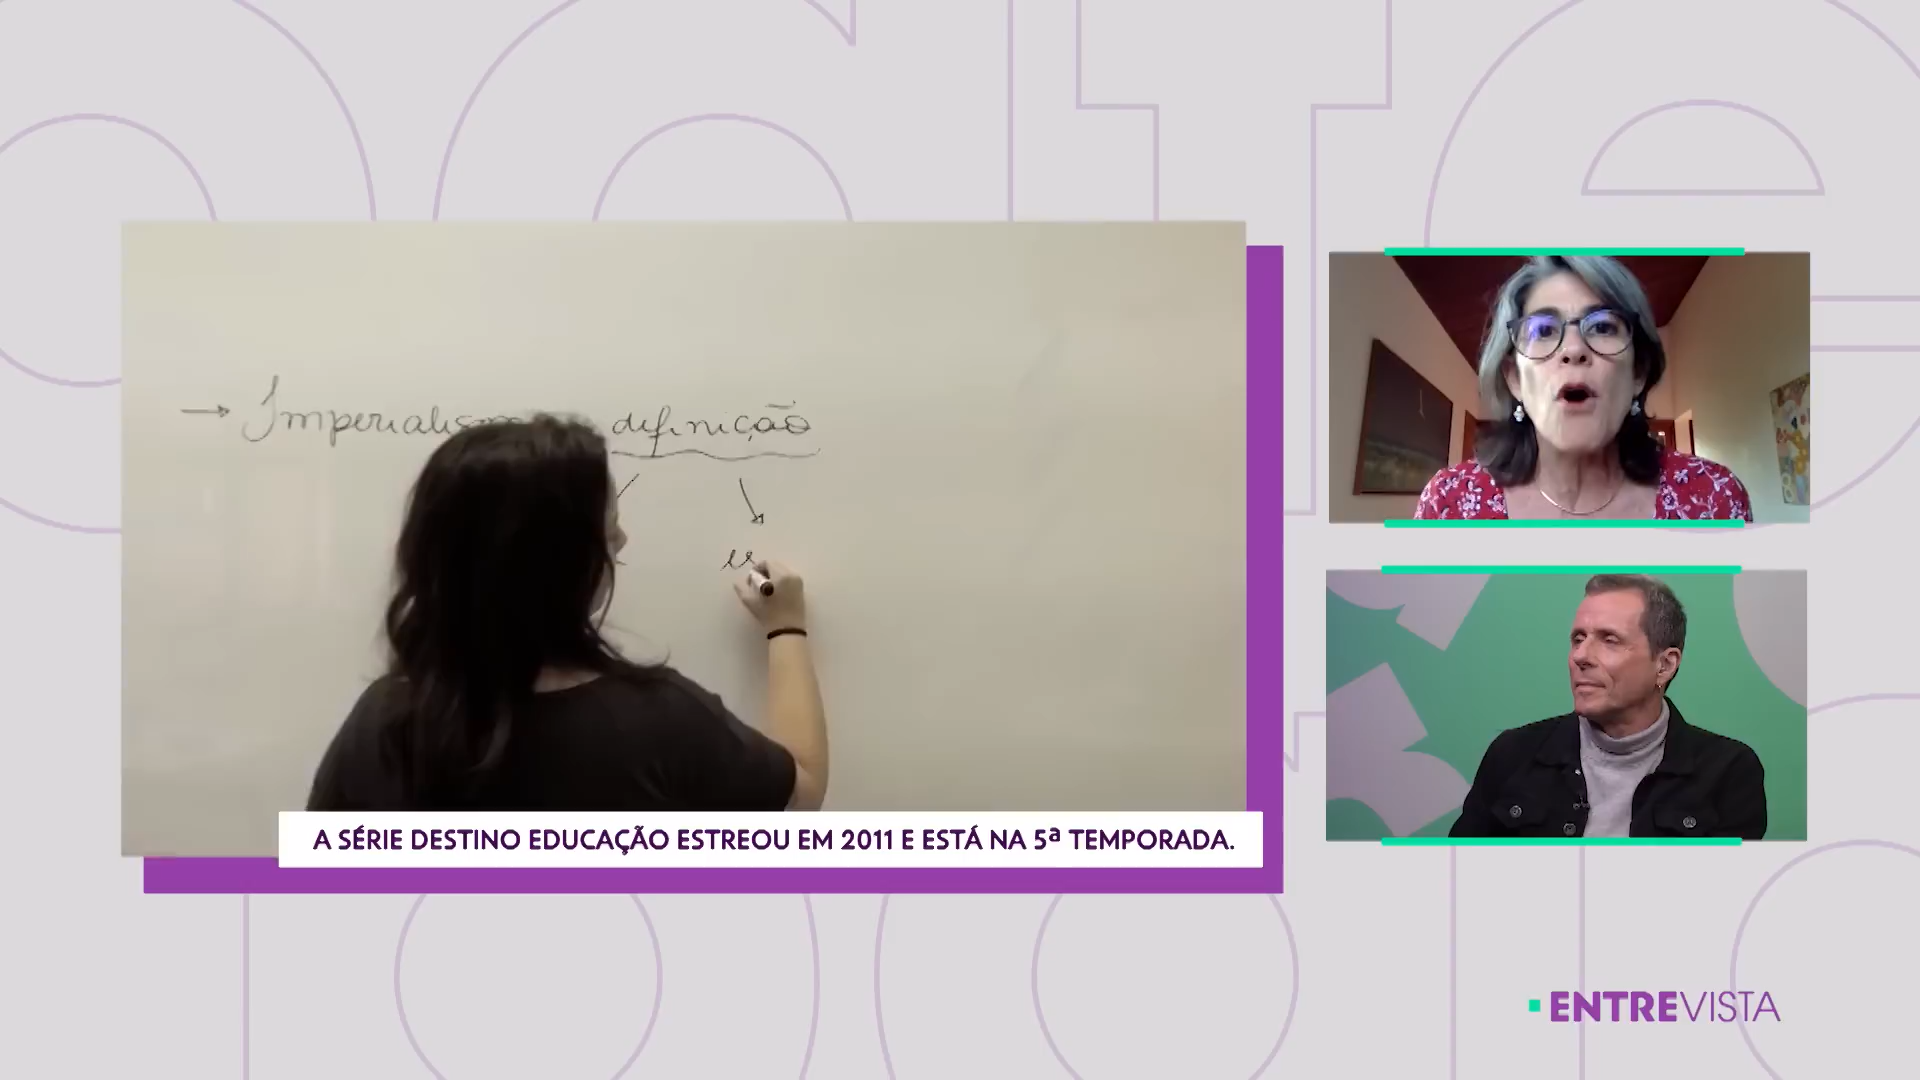 → Imperialismo definição
A SÉRIE DESTINO EDUCAÇÃO ESTREOU EM 2011 E ESTÁ NA 5ª TEMPORADA.
ENTREVISTA